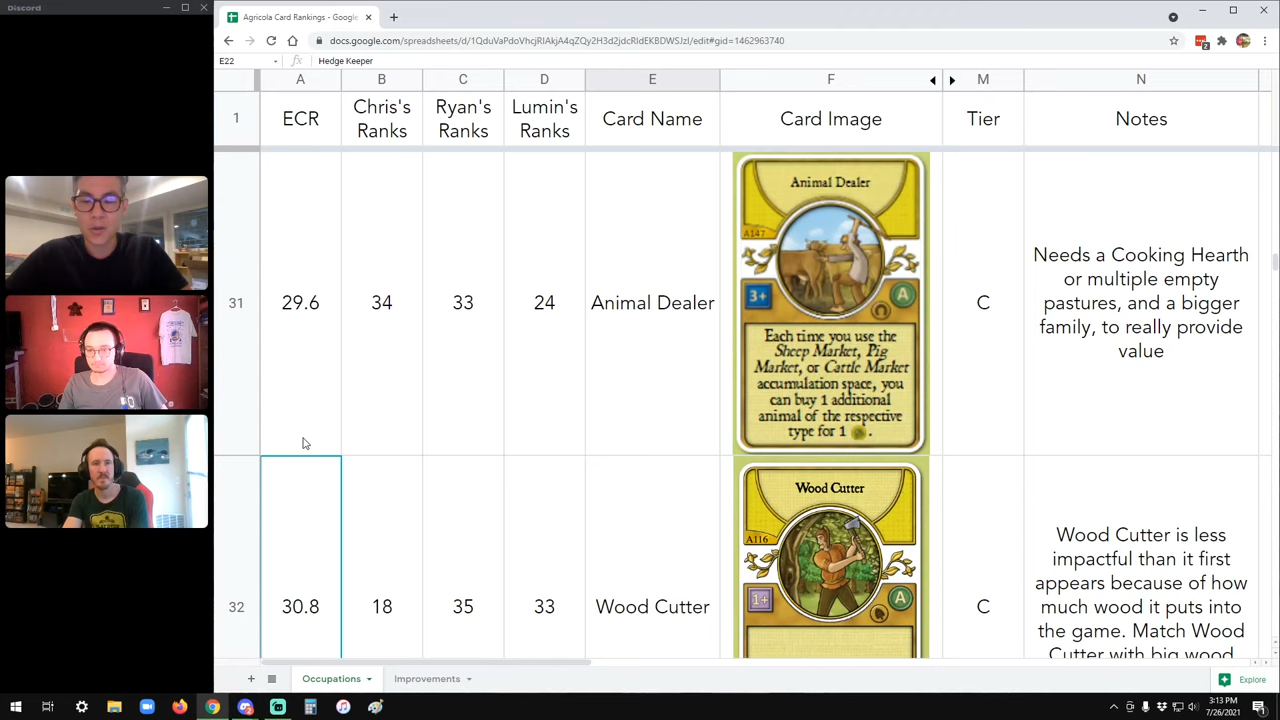 Discord
Agricola Card Rankings - Google
docs.google.com/spreadsheets/d/1QduVaPdoVhcjRIAkjA4qZQy2H3d2jdcRldEKBDWSJzI/edit#gid=1462963740
E22
Hedge Keeper
A B C D E F M N
1
ECR
Chris's
Ranks
Ryan's
Ranks
Lumin's
Ranks
Card Name
Card Image
Tier
Notes
31
29.6
34
33
24
Animal Dealer
Animal Dealer
A147
3+
A
Each time you use the
Sheep Market, Pig
Market, or Cattle Market
accumulation space, you
can buy 1 additional
animal of the respective
type for 1 .
C
Needs a Cooking Hearth
or multiple empty
pastures, and a bigger
family, to really provide
value
32
30.8
18
35
33
Wood Cutter
Wood Cutter
A116
1+
A
C
Wood Cutter is less
impactful than it first
appears because of how
much wood it puts into
the game. Match Wood
Cutter with big wood
Occupations
Improvements
Explore
3:13 PM
7/26/2021